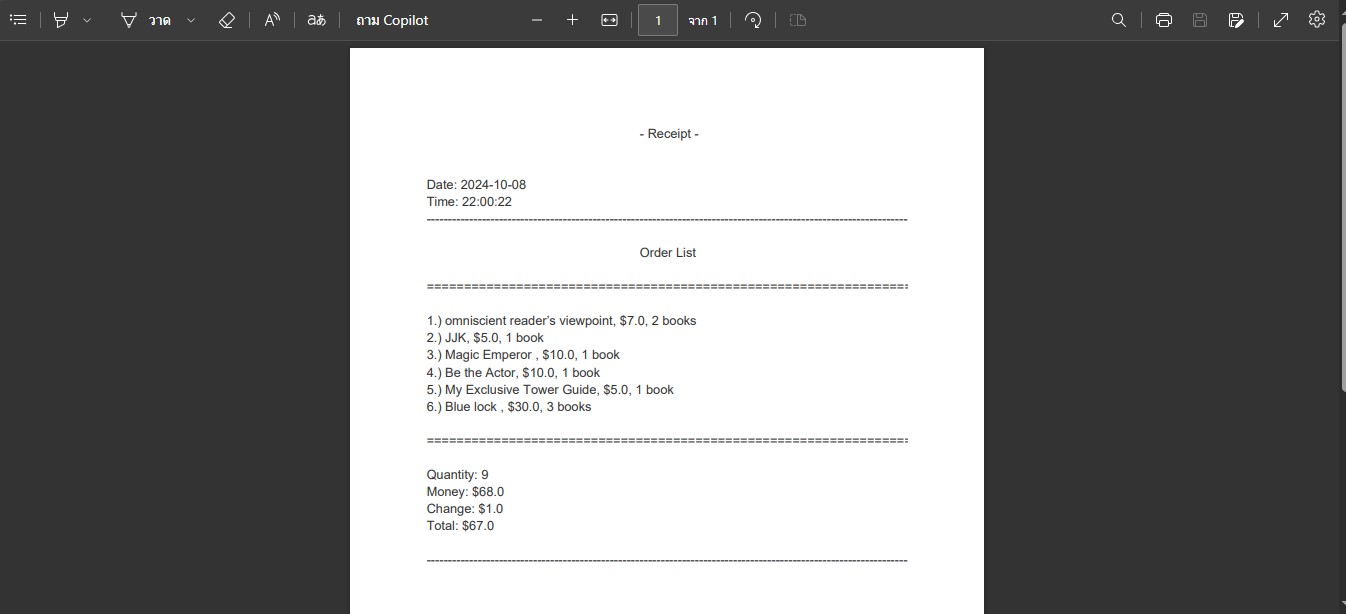 วาด
aあ
ถาม Copilot
1
จาก 1
- Receipt -
Date: 2024-10-08
Time: 22:00:22
--------------------------------------------------------------------------------------------------------------
Order List
================================================================
1.) omniscient reader's viewpoint, $7.0, 2 books
2.) JJK, $5.0, 1 book
3.) Magic Emperor , $10.0, 1 book
4.) Be the Actor, $10.0, 1 book
5.) My Exclusive Tower Guide, $5.0, 1 book
6.) Blue lock , $30.0, 3 books
================================================================
Quantity: 9
Money: $68.0
Change: $1.0
Total: $67.0
--------------------------------------------------------------------------------------------------------------